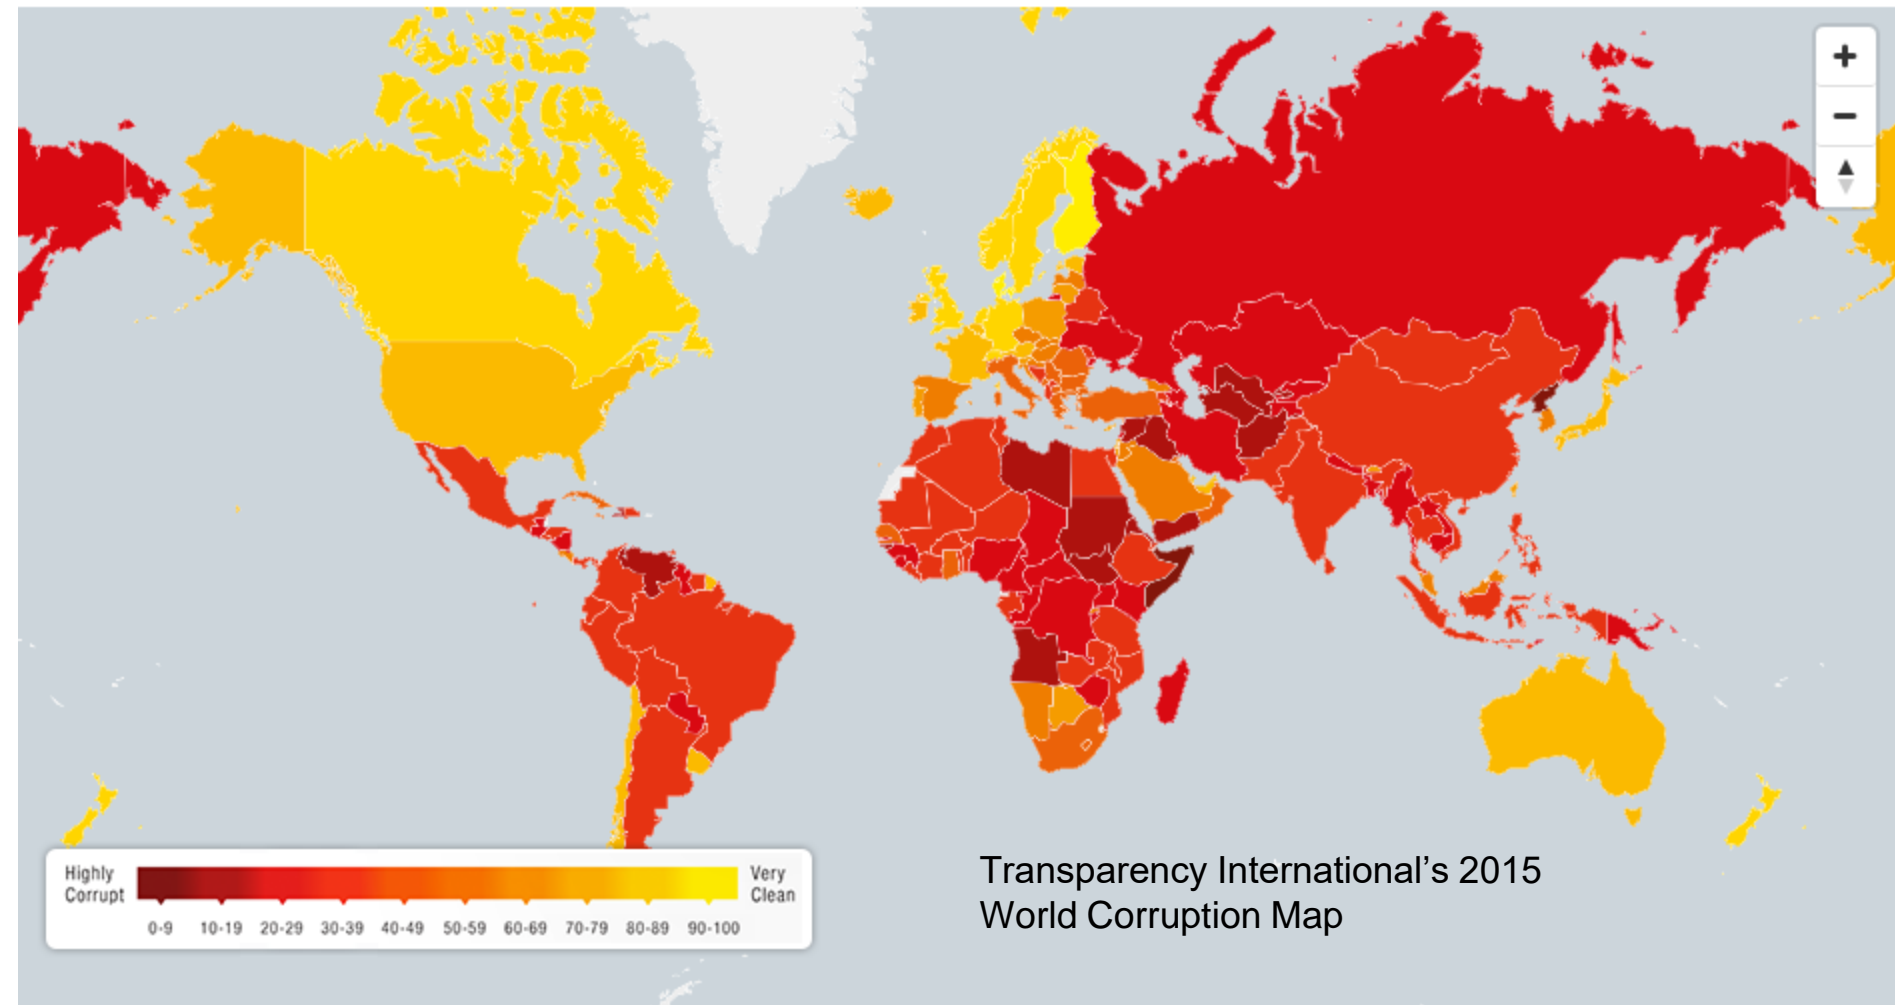 +
−
Highly
Corrupt
Very
Clean
0-9 10-19 20-29 30-39 40-49 50-59 60-69 70-79 80-89 90-100
Transparency International’s 2015
World Corruption Map